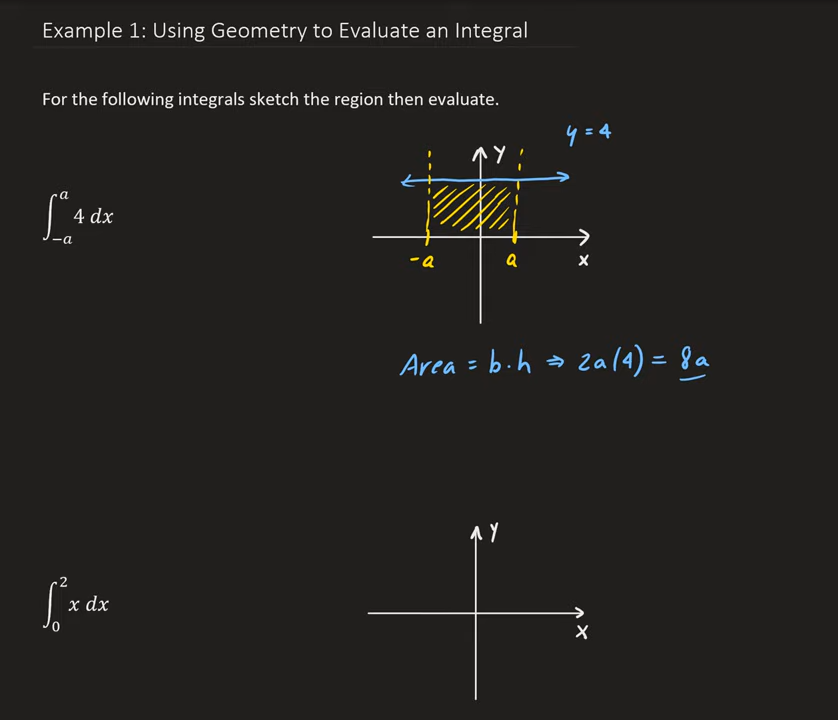 Example 1: Using Geometry to Evaluate an Integral
For the following integrals sketch the region then evaluate.
y = 4
Y
∫_{-a}^{a} 4 dx
-a
a
x
Area = b · h ⇒ 2a(4) = 8a
Y
∫_{0}^{2} x dx
X